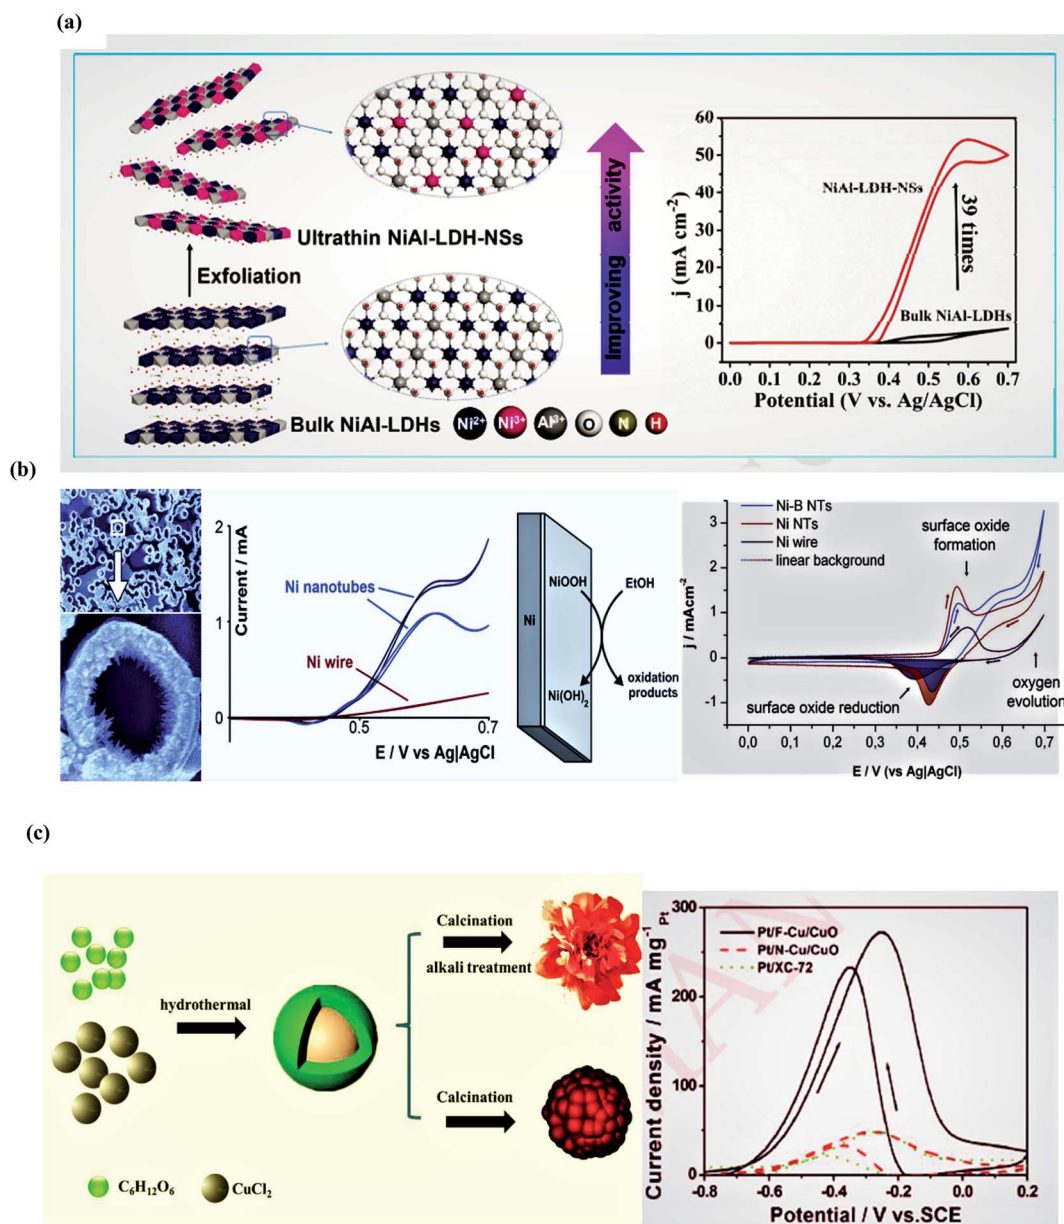 (a)
Ultrathin NiAl-LDH-NSs
Exfoliation
Bulk NiAl-LDHs
Ni2+
Ni3+
Al3+
O
N
H
Improving activity
60
50
40
30
20
10
0
j (mA cm-2)
NiAl-LDH-NSs
39 times
Bulk NiAl-LDHs
0.0 0.1 0.2 0.3 0.4 0.5 0.6 0.7
Potential (V vs. Ag/AgCl)
(b)
Current / mA
2
1
0
Ni nanotubes
Ni wire
0.5 0.7
E / V vs Ag|AgCl
Ni
NiOOH
EtOH
Ni(OH)2
oxidation
products
j / mAcm-2
3
2
1
0
-1
Ni-B NTs
Ni NTs
Ni wire
linear background
surface oxide
formation
surface oxide reduction
oxygen
evolution
0,0 0,1 0,2 0,3 0,4 0,5 0,6 0,7
E / V (vs Ag|AgCl)
(c)
hydrothermal
Calcination
alkali treatment
Calcination
C6H12O6
CuCl2
Current density / mA mg-1Pt
300
200
100
0
Pt/F-Cu/CuO
Pt/N-Cu/CuO
Pt/XC-72
-0.8 -0.6 -0.4 -0.2 0.0 0.2
Potential / V vs.SCE